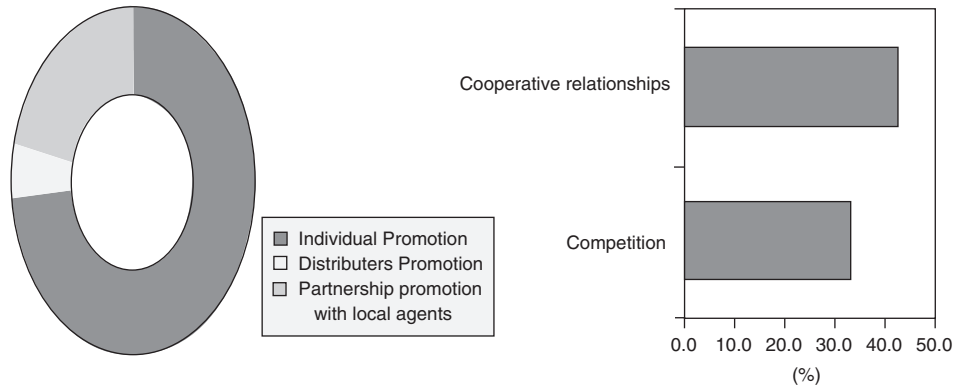 Individual Promotion
Distributers Promotion
Partnership promotion
with local agents
Cooperative relationships
Competition
0.0 10.0 20.0 30.0 40.0 50.0
(%)